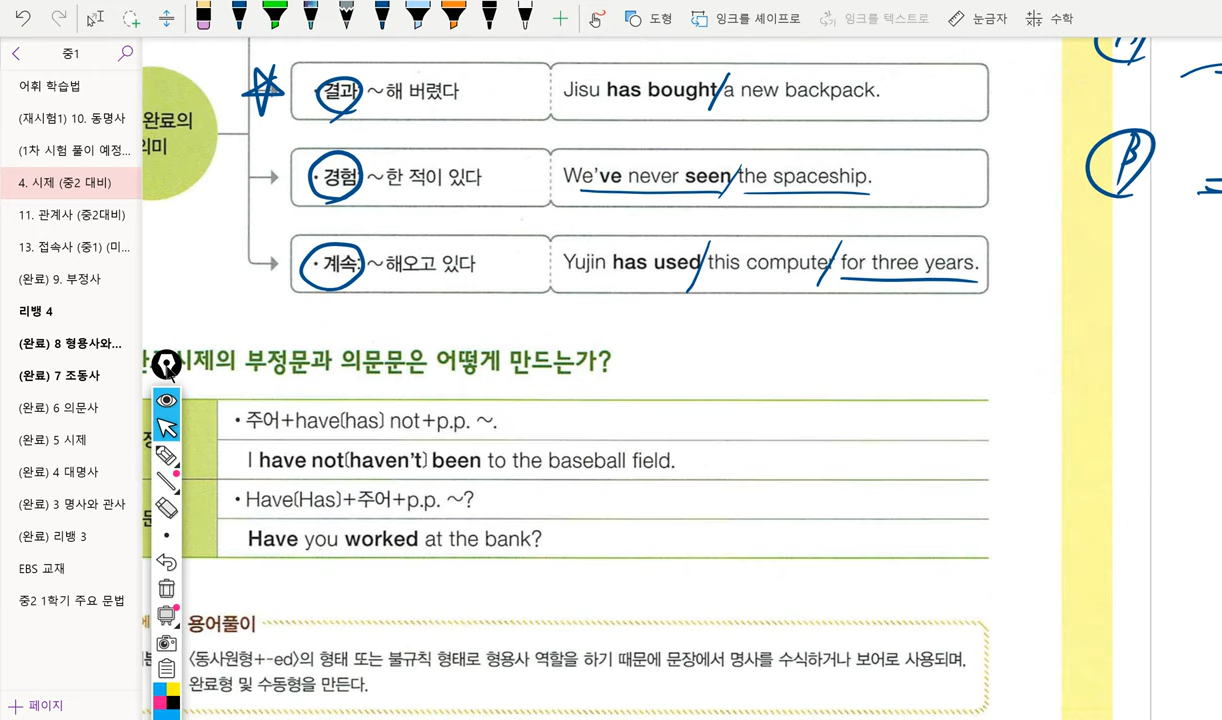 도형
잉크를 셰이프로
잉크를 텍스트로
눈금자
수학
중1
어휘 학습법
(재시험1) 10. 동명사
(1차 시험 풀이 예정...
4. 시제 (중2 대비)
11. 관계사 (중2대비)
13. 접속사 (중1) (미...
(완료) 9. 부정사
리뱅 4
(완료) 8 형용사와...
(완료) 7 조동사
(완료) 6 의문사
(완료) 5 시제
(완료) 4 대명사
(완료) 3 명사와 관사
(완료) 리뱅 3
EBS 교재
중2 1학기 주요 문법
페이지
완료의
의미
· 결과: ~해 버렸다
Jisu has bought a new backpack.
· 경험: ~한 적이 있다
We've never seen the spaceship.
· 계속: ~해오고 있다
Yujin has used this computer for three years.
시제의 부정문과 의문문은 어떻게 만드는가?
• 주어+have(has) not+p.p. ~.
I have not(haven't) been to the baseball field.
• Have(Has)+주어+p.p. ~?
Have you worked at the bank?
용어풀이
〈동사원형+-ed〉의 형태 또는 불규칙 형태로 형용사 역할을 하기 때문에 문장에서 명사를 수식하거나 보어로 사용되며,
완료형 및 수동형을 만든다.